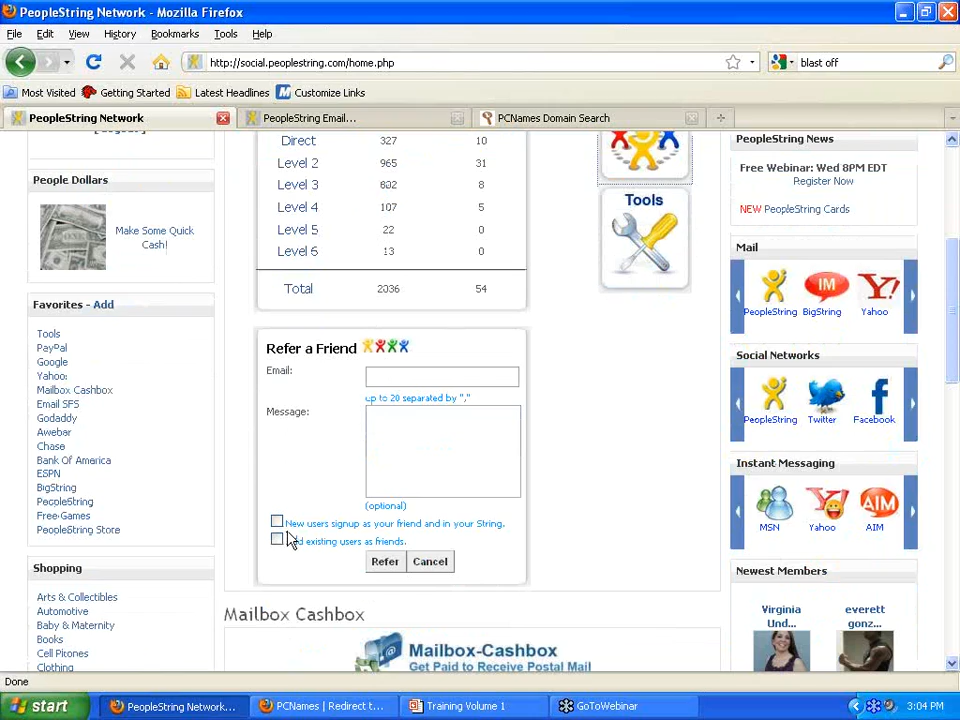 PeopleString Network - Mozilla Firefox
File Edit View History Bookmarks Tools Help
http://social.peoplestring.com/home.php
blast off
Most Visited Getting Started Latest Headlines Customize Links
PeopleString Network
PeopleString Email...
PCNames Domain Search
People Dollars
Make Some Quick
Cash!
Favorites - Add
Tools
PayPal
Google
Yahoo!
Mailbox Cashbox
Email SFS
Godaddy
Awebar
Chase
Bank Of America
ESPN
BigString
PeopleString
Free-Games
PeopleString Store
Shopping
Arts & Collectibles
Automotive
Baby & Maternity
Books
Cell Phones
Clothing
Direct 327 10
Level 2 965 31
Level 3 602 8
Level 4 107 5
Level 5 22 0
Level 6 13 0
Total 2036 54
Tools
Refer a Friend
Email:
up to 20 separated by ","
Message:
(optional)
New users signup as your friend and in your String.
existing users as friends.
Refer Cancel
Mailbox Cashbox
Mailbox-Cashbox
Get Paid to Receive Postal Mail
PeopleString News
Free Webinar: Wed 8PM EDT
Register Now
NEW PeopleString Cards
Mail
IM
PeopleString BigString Yahoo
Social Networks
PeopleString Twitter Facebook
Instant Messaging
AIM
MSN Yahoo AIM
Newest Members
Virginia
Und...
everett
gonz...
Done
start
PeopleString Network...
PCNames | Redirect t...
Training Volume 1
GoToWebinar
3:04 PM